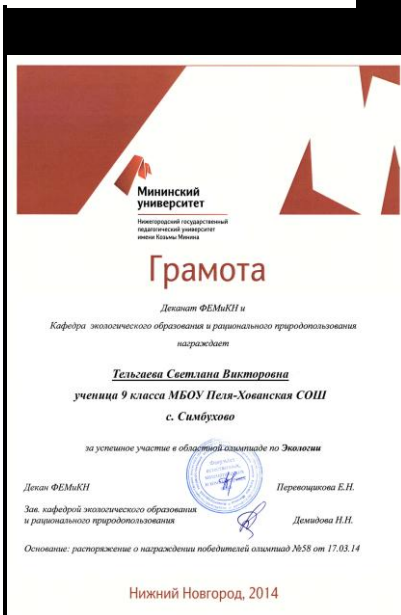 Мининский
университет
Нижегородский государственный
педагогический университет
имени Козьмы Минина
Грамота
Деканат ФЕМиКН и
Кафедра экологического образования и рационального природопользования
награждает
Тельгаева Светлана Викторовна
ученица 9 класса МБОУ Пеля-Хованская СОШ
с. Симбухово
за успешное участие в областной олимпиаде по Экологии
Декан ФЕМиКН
Перевощикова Е.Н.
Зав. кафедрой экологического образования
и рационального природопользования
Демидова Н.Н.
Основание: распоряжение о награждении победителей олимпиад №58 от 17.03.14
Нижний Новгород, 2014